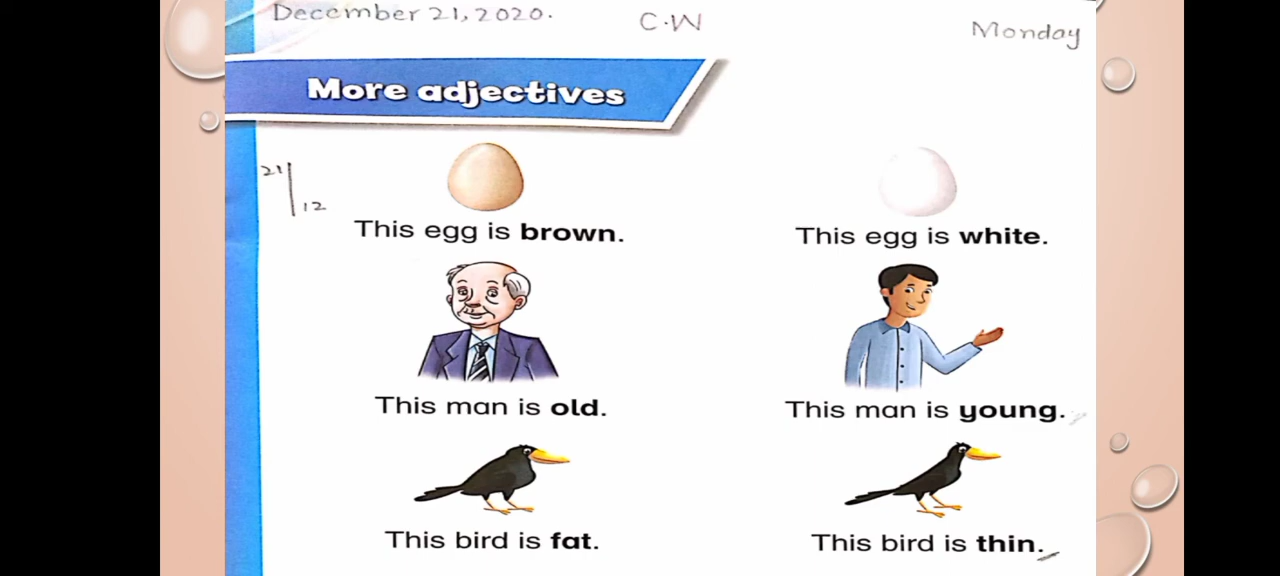 December 21, 2020.
C.W
Monday
More adjectives
21/12
This egg is brown.
This egg is white.
This man is old.
This man is young.
This bird is fat.
This bird is thin.